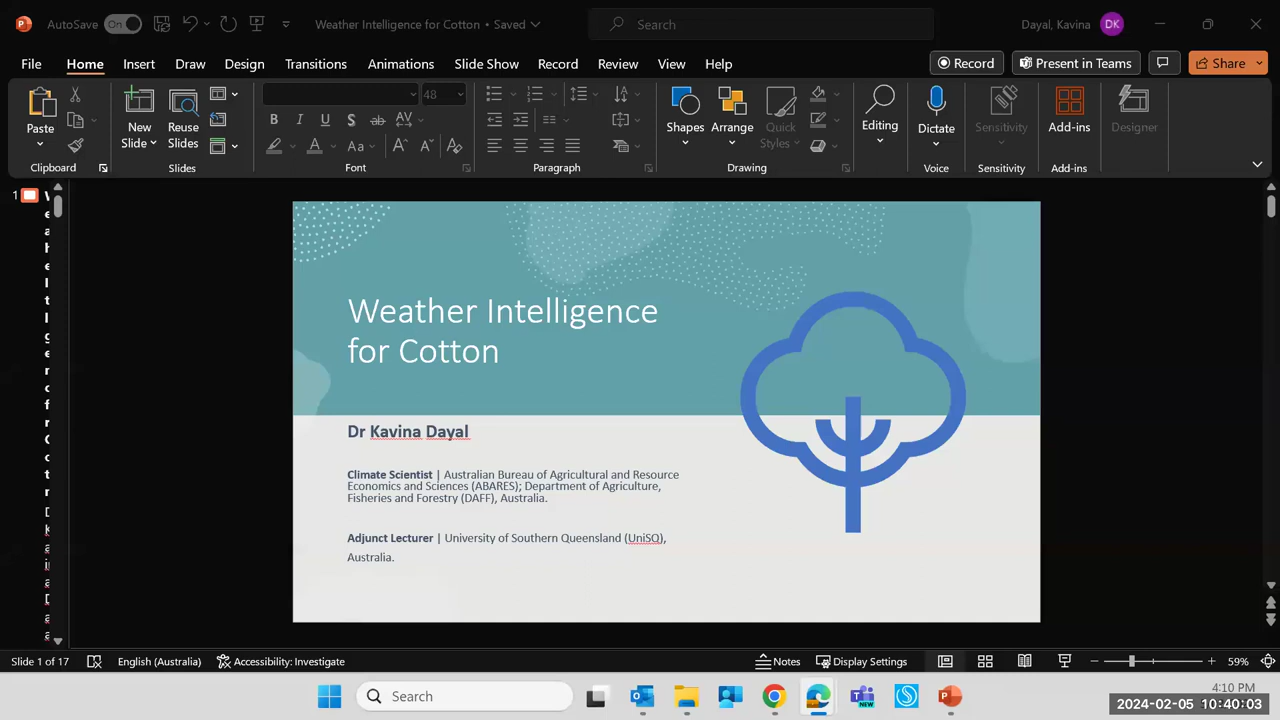 AutoSave On Weather Intelligence for Cotton • Saved Search Dayal, Kavina DK
File Home Insert Draw Design Transitions Animations Slide Show Record Review View Help Record Present in Teams Share
48
Paste New Slide Reuse Slides B I U S ab AV Shapes Arrange Quick Styles Editing Dictate Sensitivity Add-ins Designer
A Aa A A
Clipboard Slides Font Paragraph Drawing Voice Sensitivity Add-ins
1
Weather Intelligence
for Cotton
Dr Kavina Dayal
Climate Scientist | Australian Bureau of Agricultural and Resource
Economics and Sciences (ABARES); Department of Agriculture,
Fisheries and Forestry (DAFF), Australia.
Adjunct Lecturer | University of Southern Queensland (UniSQ),
Australia.
Slide 1 of 17 English (Australia) Accessibility: Investigate Notes Display Settings 59%
Search
4:10 PM
2024-02-05 10:40:03